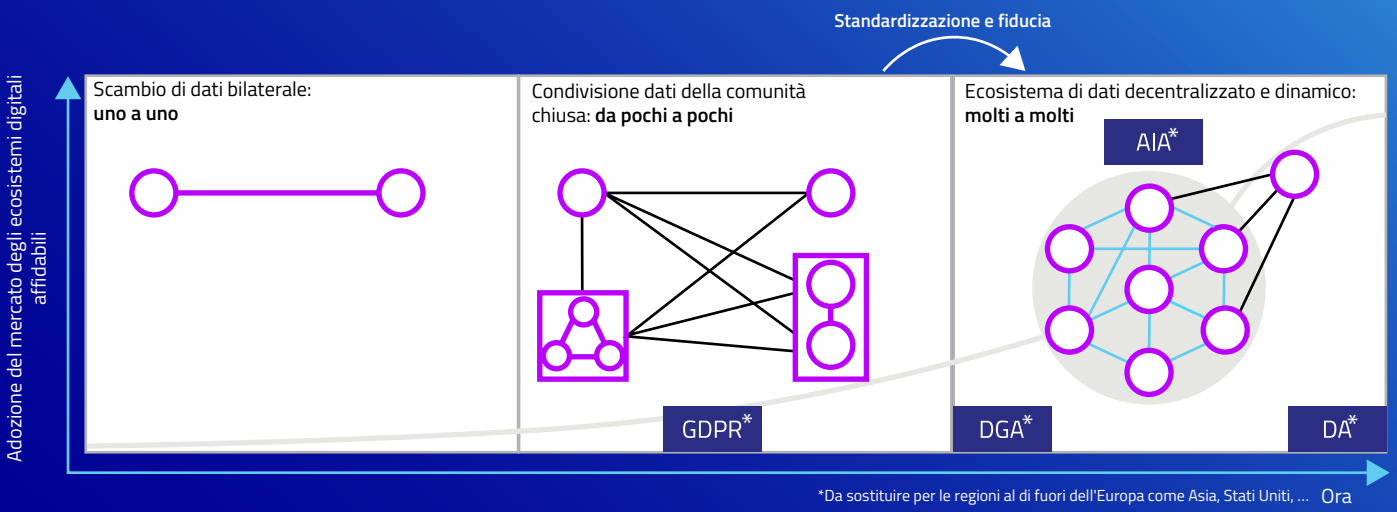 Standardizzazione e fiducia
Adozione del mercato degli ecosistemi digitali
affidabili
Scambio di dati bilaterale:
uno a uno
Condivisione dati della comunità
chiusa: da pochi a pochi
Ecosistema di dati decentralizzato e dinamico:
molti a molti
AIA*
GDPR*
DGA*
DA*
*Da sostituire per le regioni al di fuori dell'Europa come Asia, Stati Uniti, ...
Ora